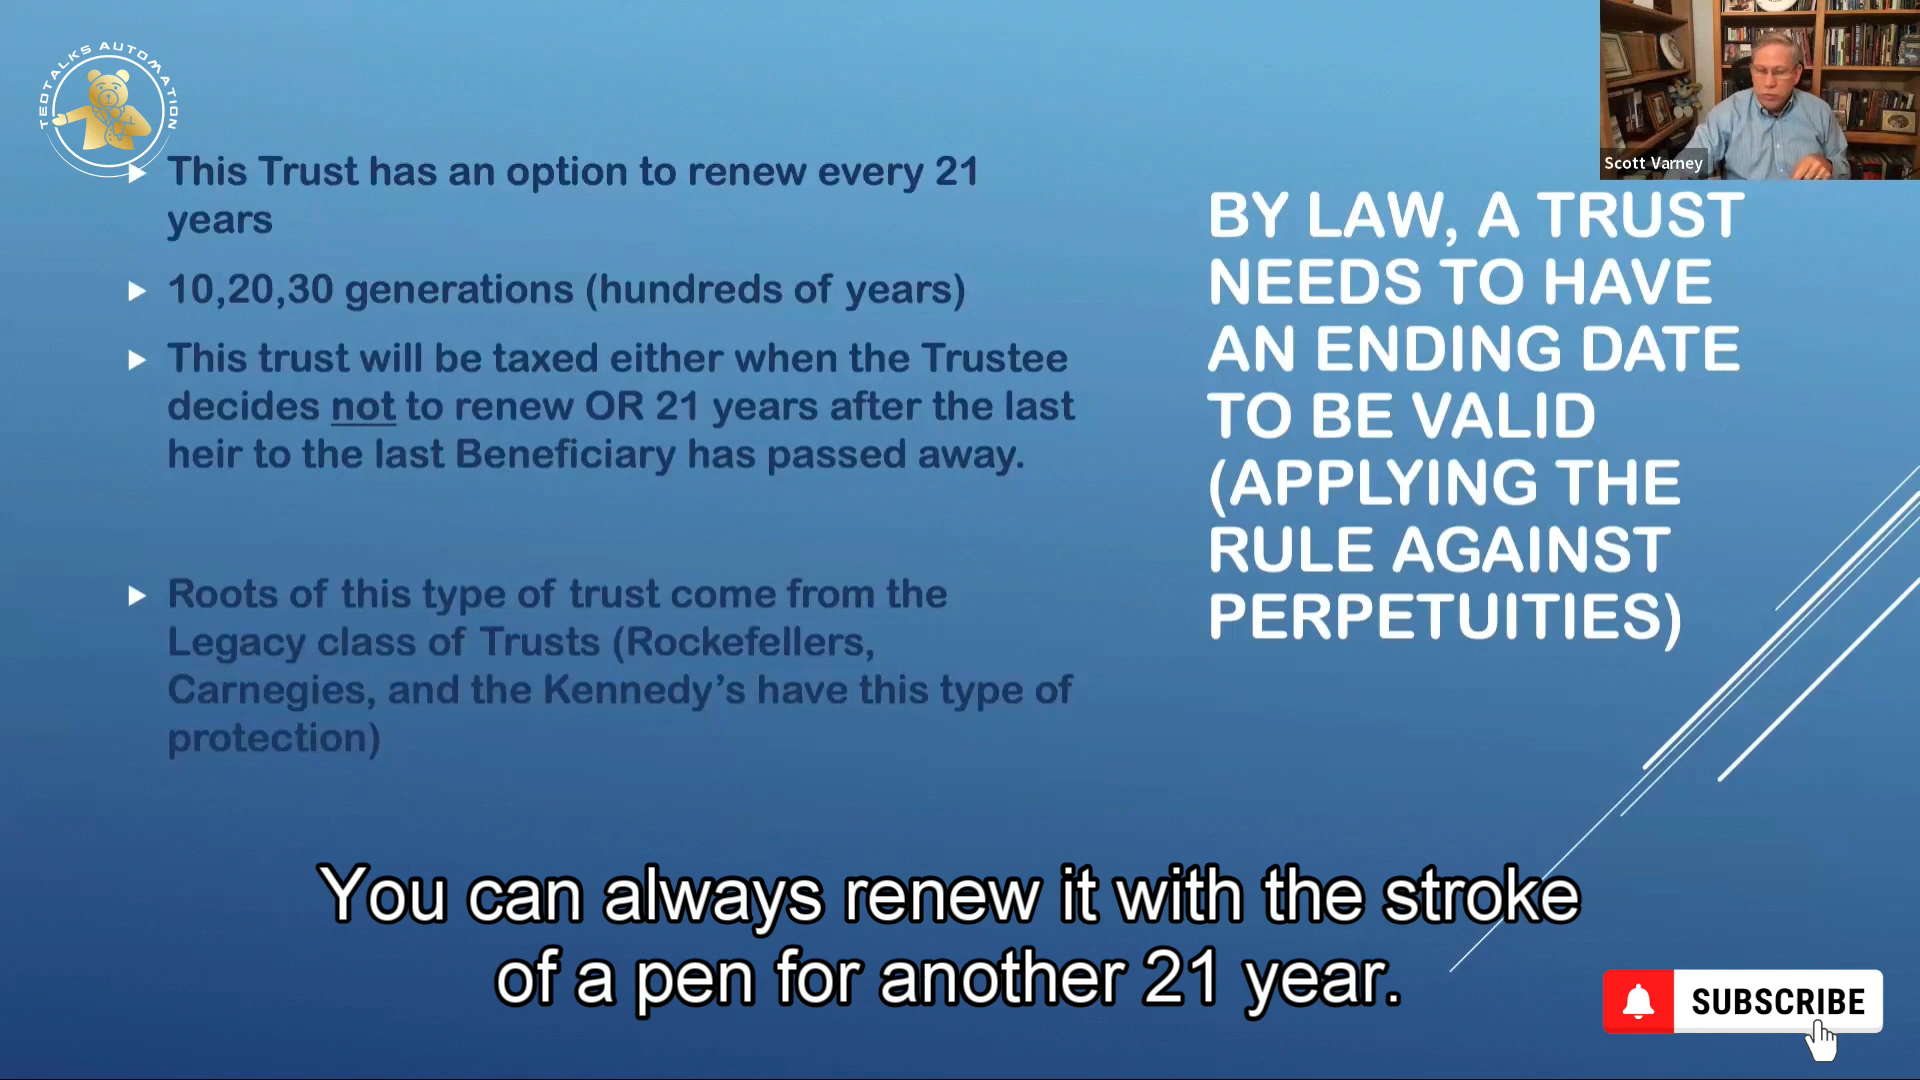 TEDTALKS AUTOMATION
This Trust has an option to renew every 21
years
10,20,30 generations (hundreds of years)
This trust will be taxed either when the Trustee
decides not to renew OR 21 years after the last
heir to the last Beneficiary has passed away.
Roots of this type of trust come from the
Legacy class of Trusts (Rockefellers,
Carnegies, and the Kennedy's have this type of
protection)
Scott Varney
BY LAW, A TRUST
NEEDS TO HAVE
AN ENDING DATE
TO BE VALID
(APPLYING THE
RULE AGAINST
PERPETUITIES)
You can always renew it with the stroke
of a pen for another 21 year.
SUBSCRIBE